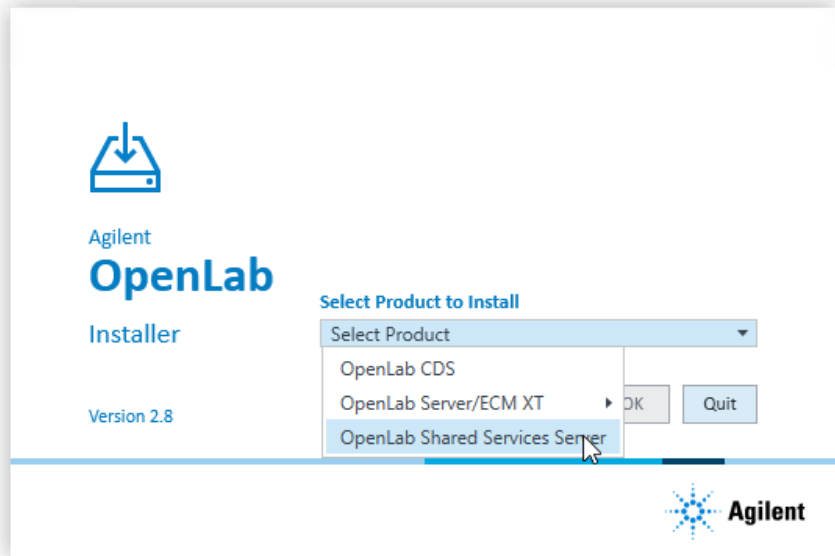 Agilent
OpenLab
Installer
Version 2.8
Select Product to Install
Select Product
OpenLab CDS
OpenLab Server/ECM XT
OpenLab Shared Services Server
OK
Quit
Agilent